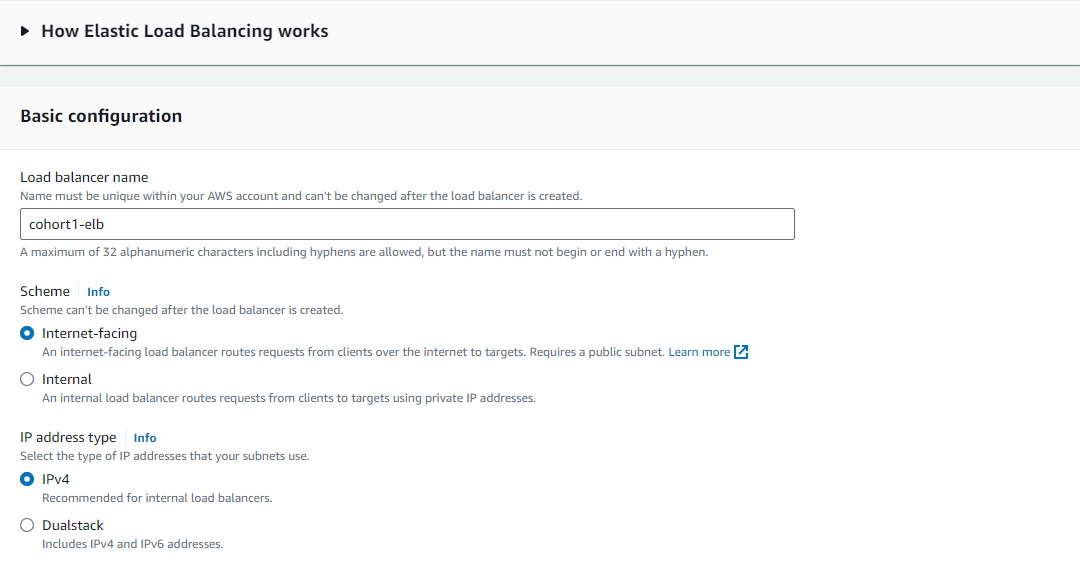 How Elastic Load Balancing works
Basic configuration
Load balancer name
Name must be unique within your AWS account and can't be changed after the load balancer is created.
cohort1-elb
A maximum of 32 alphanumeric characters including hyphens are allowed, but the name must not begin or end with a hyphen.
Scheme Info
Scheme can't be changed after the load balancer is created.
Internet-facing
An internet-facing load balancer routes requests from clients over the internet to targets. Requires a public subnet. Learn more
Internal
An internal load balancer routes requests from clients to targets using private IP addresses.
IP address type Info
Select the type of IP addresses that your subnets use.
IPv4
Recommended for internal load balancers.
Dualstack
Includes IPv4 and IPv6 addresses.